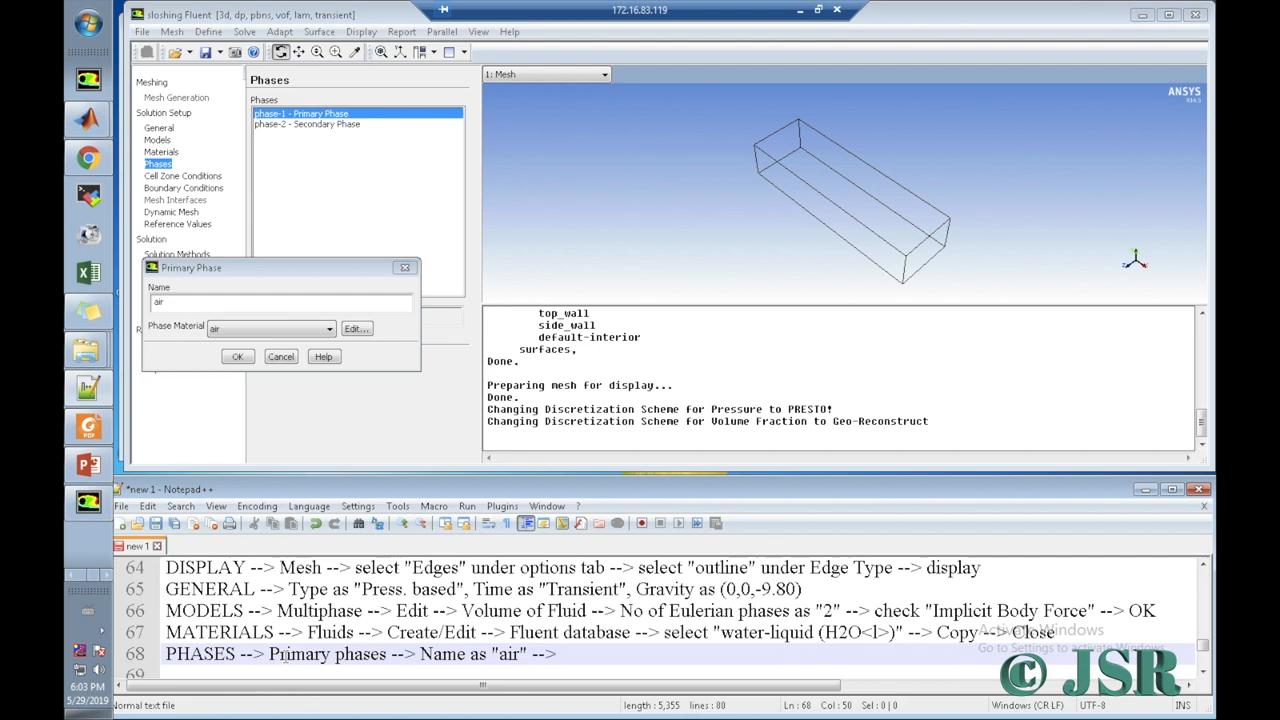 172.16.83.119
sloshing Fluent [3d, dp, pbns, vof, lam, transient]
File Mesh Define Solve Adapt Surface Display Report Parallel View Help
Meshing
Mesh Generation
Solution Setup
General
Models
Materials
Phases
Cell Zone Conditions
Boundary Conditions
Mesh Interfaces
Dynamic Mesh
Reference Values
Solution
Solution Methods
Phases
Phases
phase-1 - Primary Phase
phase-2 - Secondary Phase
Primary Phase
Name
air
Phase Material air Edit...
OK Cancel Help
1: Mesh
ANSYS
R14.5
top_wall
side_wall
default-interior
surfaces,
Done.
Preparing mesh for display...
Done.
Changing Discretization Scheme for Pressure to PRESTO!
Changing Discretization Scheme for Volume Fraction to Geo-Reconstruct
*new 1 - Notepad++
File Edit Search View Encoding Language Settings Tools Macro Run Plugins Window ?
X
new 1
64 DISPLAY --> Mesh --> select "Edges" under options tab --> select "outline" under Edge Type --> display
65 GENERAL --> Type as "Press. based", Time as "Transient", Gravity as (0,0,-9.80)
66 MODELS --> Multiphase --> Edit --> Volume of Fluid --> No of Eulerian phases as "2" --> check "Implicit Body Force" --> OK
67 MATERIALS --> Fluids --> Create/Edit --> Fluent database --> select "water-liquid (H2O<l>)" --> Copy --> Close
68 PHASES --> Primary phases --> Name as "air" -->
69
Activate Windows
Go to Settings to activate Windows.
© JSR
Normal text file length : 5,355 lines : 80 Ln : 68 Col : 50 Sel : 0 | 0 Windows (CR LF) UTF-8 INS
6:03 PM
5/29/2019